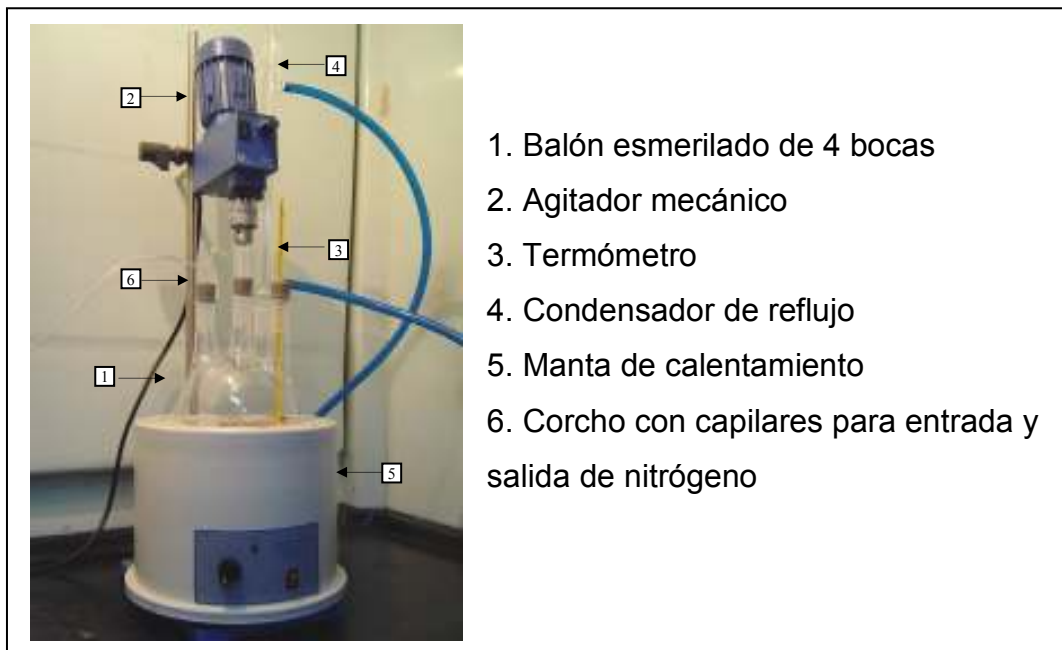 4
2
3
6
1
5
1. Balón esmerilado de 4 bocas
2. Agitador mecánico
3. Termómetro
4. Condensador de reflujo
5. Manta de calentamiento
6. Corcho con capilares para entrada y
salida de nitrógeno